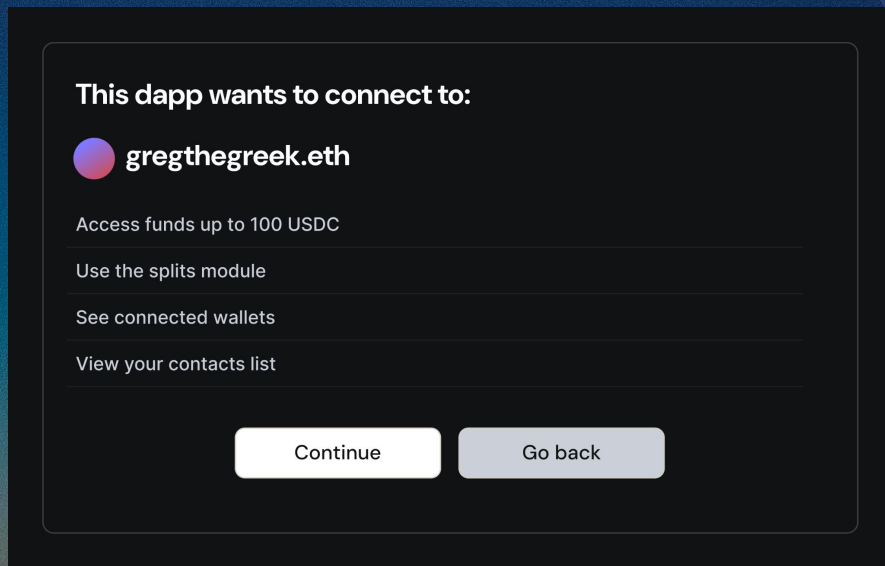 This dapp wants to connect to:
gregthegreek.eth
Access funds up to 100 USDC
Use the splits module
See connected wallets
View your contacts list
Continue
Go back